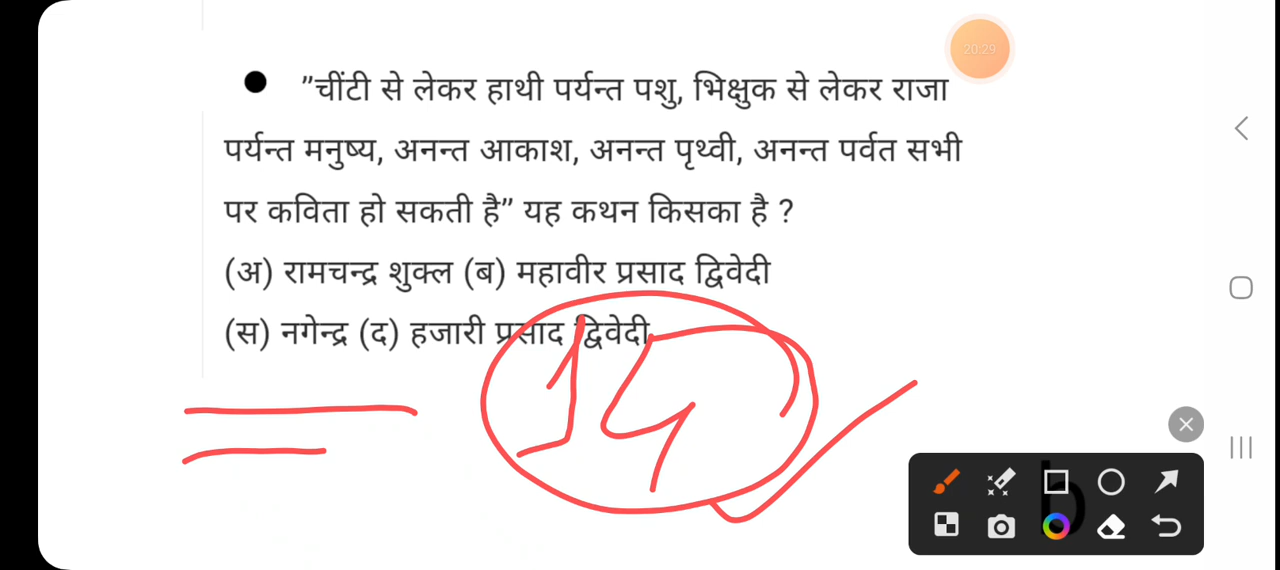 20:29
● "चींटी से लेकर हाथी पर्यन्त पशु, भिक्षुक से लेकर राजा
पर्यन्त मनुष्य, अनन्त आकाश, अनन्त पृथ्वी, अनन्त पर्वत सभी
पर कविता हो सकती है" यह कथन किसका है ?
(अ) रामचन्द्र शुक्ल (ब) महावीर प्रसाद द्विवेदी
(स) नगेन्द्र (द) हजारी प्रसाद द्विवेदी
14
b